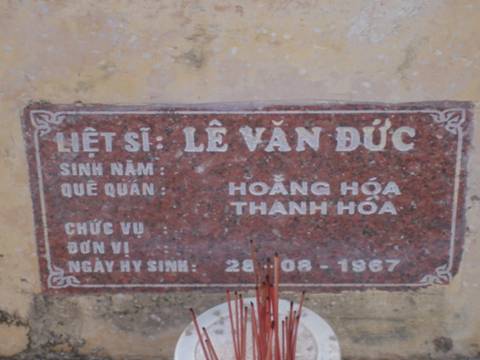 LIỆT SĨ: LÊ VĂN ĐỨC
SINH NĂM:
QUÊ QUÁN: HOẰNG HÓA
THANH HÓA
CHỨC VỤ :
ĐƠN VỊ :
NGÀY HY SINH: 28-08-1967